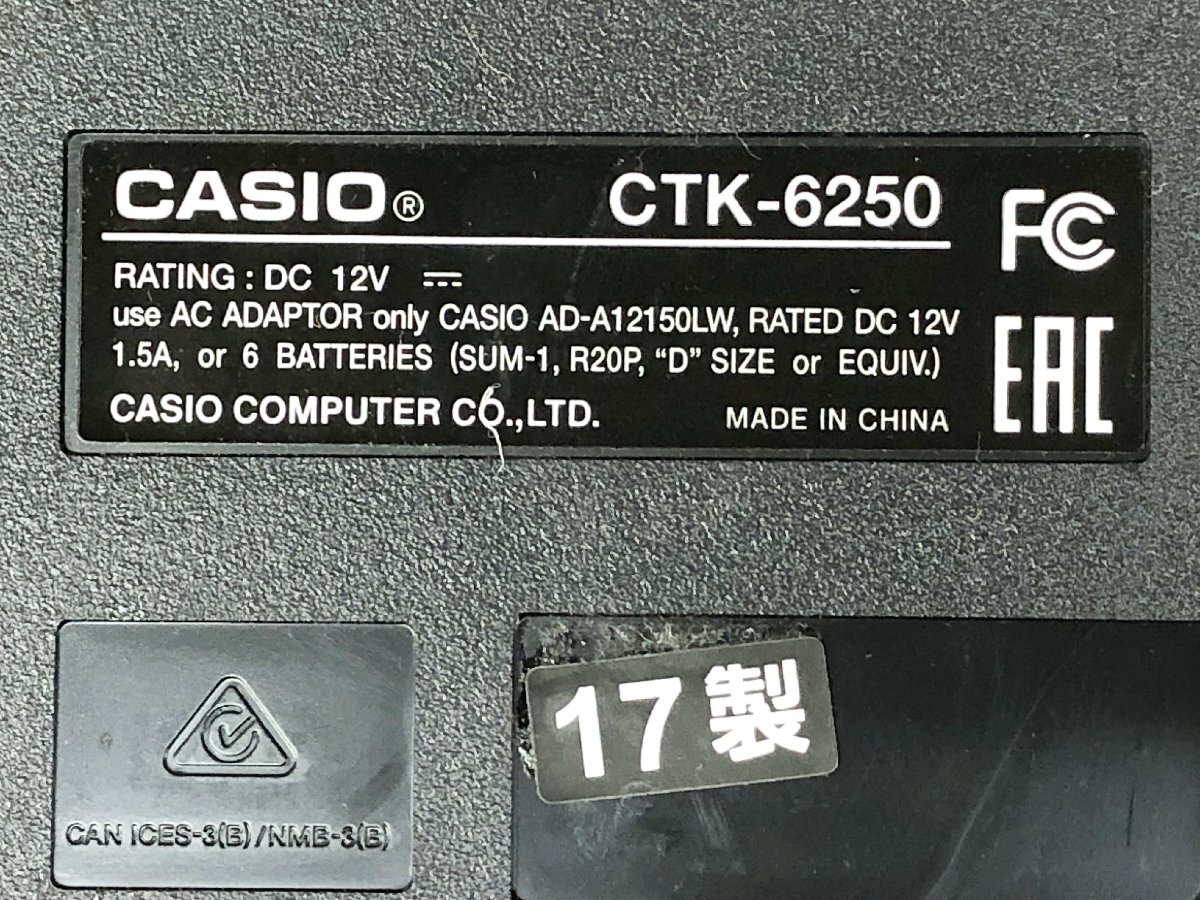 CASIO® CTK-6250
FC
RATING : DC 12V ⎓
use AC ADAPTOR only CASIO AD-A12150LW, RATED DC 12V
1.5A, or 6 BATTERIES (SUM-1, R20P, “D” SIZE or EQUIV.)
EAC
CASIO COMPUTER CO.,LTD. MADE IN CHINA
17製
CAN ICES-3(B)/NMB-3(B)